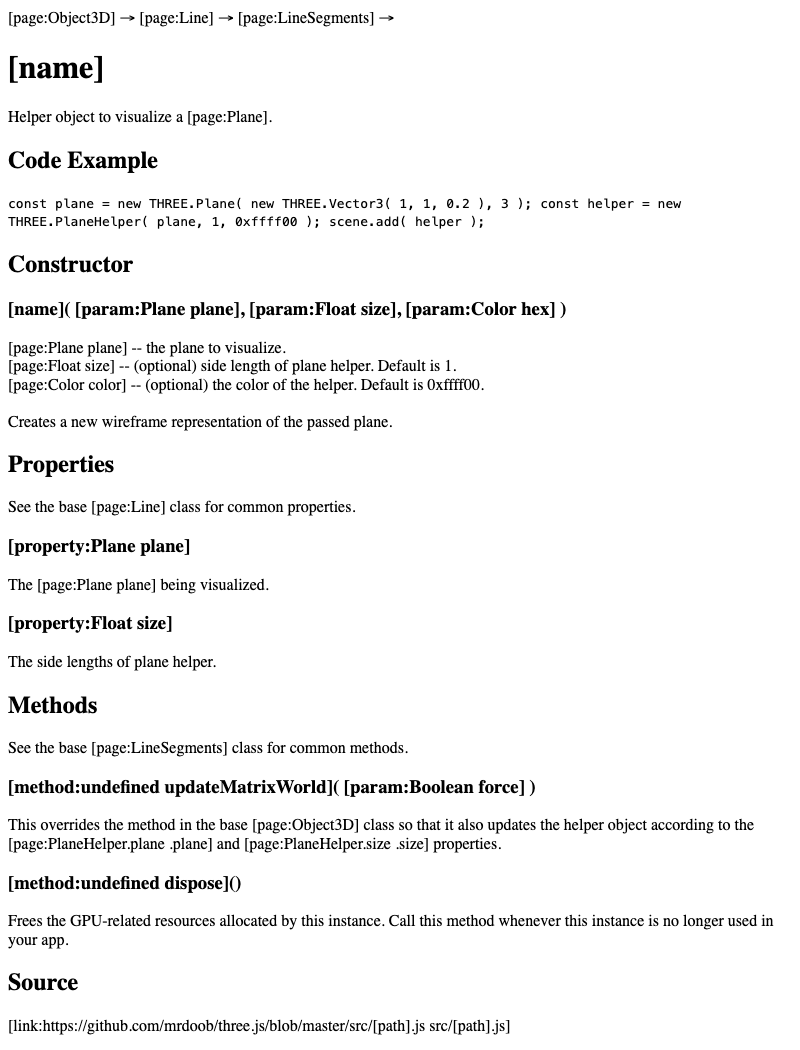 [page:Object3D] → [page:Line] → [page:LineSegments] →
[name]
Helper object to visualize a [page:Plane].
Code Example
const plane = new THREE.Plane( new THREE.Vector3( 1, 1, 0.2 ), 3 ); const helper = new
THREE.PlaneHelper( plane, 1, 0xffff00 ); scene.add( helper );
Constructor
[name]( [param:Plane plane], [param:Float size], [param:Color hex] )
[page:Plane plane] -- the plane to visualize.
[page:Float size] -- (optional) side length of plane helper. Default is 1.
[page:Color color] -- (optional) the color of the helper. Default is 0xffff00.
Creates a new wireframe representation of the passed plane.
Properties
See the base [page:Line] class for common properties.
[property:Plane plane]
The [page:Plane plane] being visualized.
[property:Float size]
The side lengths of plane helper.
Methods
See the base [page:LineSegments] class for common methods.
[method:undefined updateMatrixWorld]( [param:Boolean force] )
This overrides the method in the base [page:Object3D] class so that it also updates the helper object according to the
[page:PlaneHelper.plane .plane] and [page:PlaneHelper.size .size] properties.
[method:undefined dispose]()
Frees the GPU-related resources allocated by this instance. Call this method whenever this instance is no longer used in
your app.
Source
[link:https://github.com/mrdoob/three.js/blob/master/src/[path].js src/[path].js]